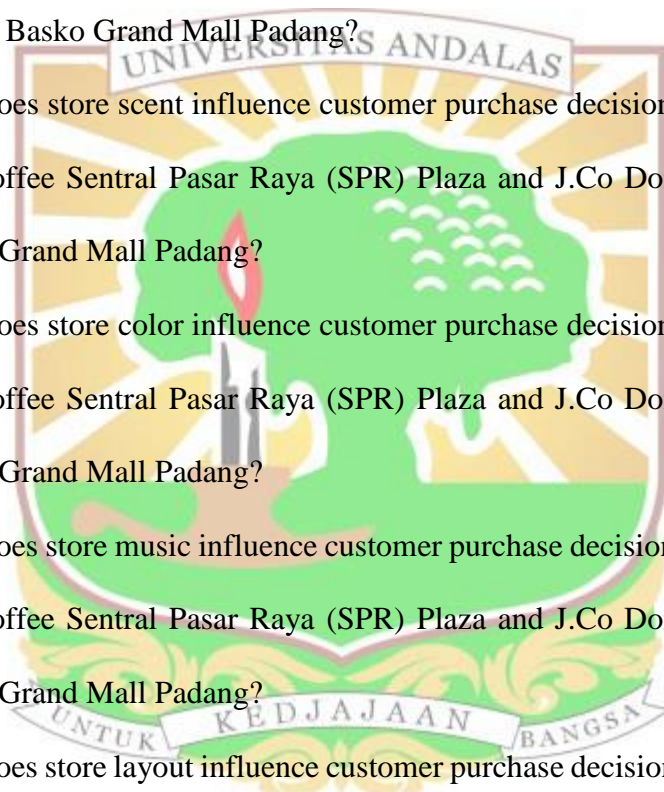 Basko Grand Mall Padang?
UNIVERSITAS ANDALAS
oes store scent influence customer purchase decision
offee Sentral Pasar Raya (SPR) Plaza and J.Co Do
Grand Mall Padang?
oes store color influence customer purchase decision
offee Sentral Pasar Raya (SPR) Plaza and J.Co Do
Grand Mall Padang?
oes store music influence customer purchase decision
offee Sentral Pasar Raya (SPR) Plaza and J.Co Do
Grand Mall Padang?
UNTUK KEDJAJAAN BANGSA
oes store layout influence customer purchase decision